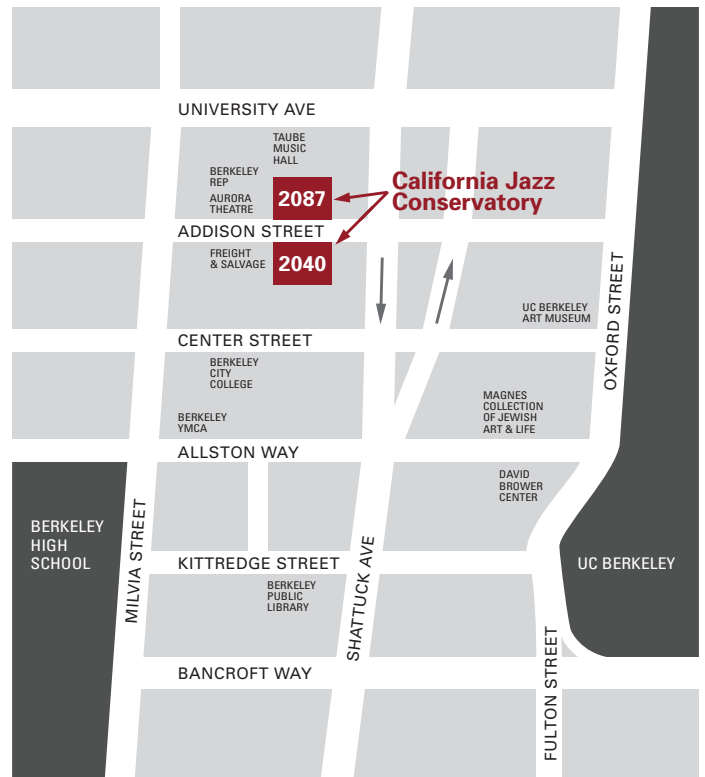 UNIVERSITY AVE
TAUBE
MUSIC
HALL
BERKELEY
REP
AURORA
THEATRE
2087
California Jazz
Conservatory
ADDISON STREET
FREIGHT
& SALVAGE
2040
UC BERKELEY
ART MUSEUM
OXFORD STREET
CENTER STREET
BERKELEY
CITY
COLLEGE
BERKELEY
YMCA
MAGNES
COLLECTION
OF JEWISH
ART & LIFE
ALLSTON WAY
DAVID
BROWER
CENTER
BERKELEY
HIGH
SCHOOL
MILVIA STREET
KITTREDGE STREET
SHATTUCK AVE
UC BERKELEY
BERKELEY
PUBLIC
LIBRARY
BANCROFT WAY
FULTON STREET